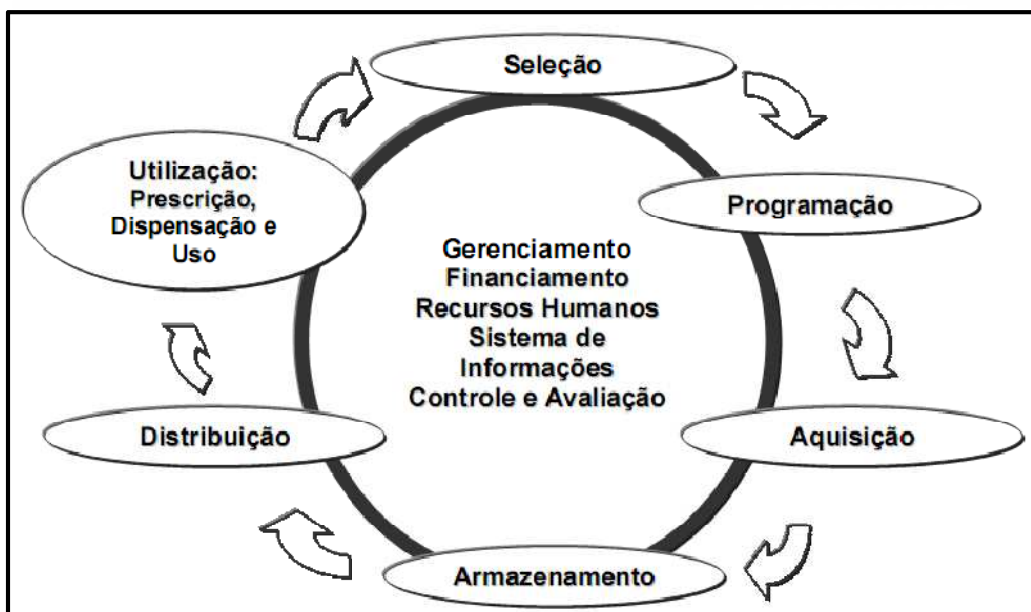 Seleção
Programação
Aquisição
Armazenamento
Distribuição
Utilização:
Prescrição,
Dispensação e
Uso
Gerenciamento
Financiamento
Recursos Humanos
Sistema de
Informações
Controle e Avaliação